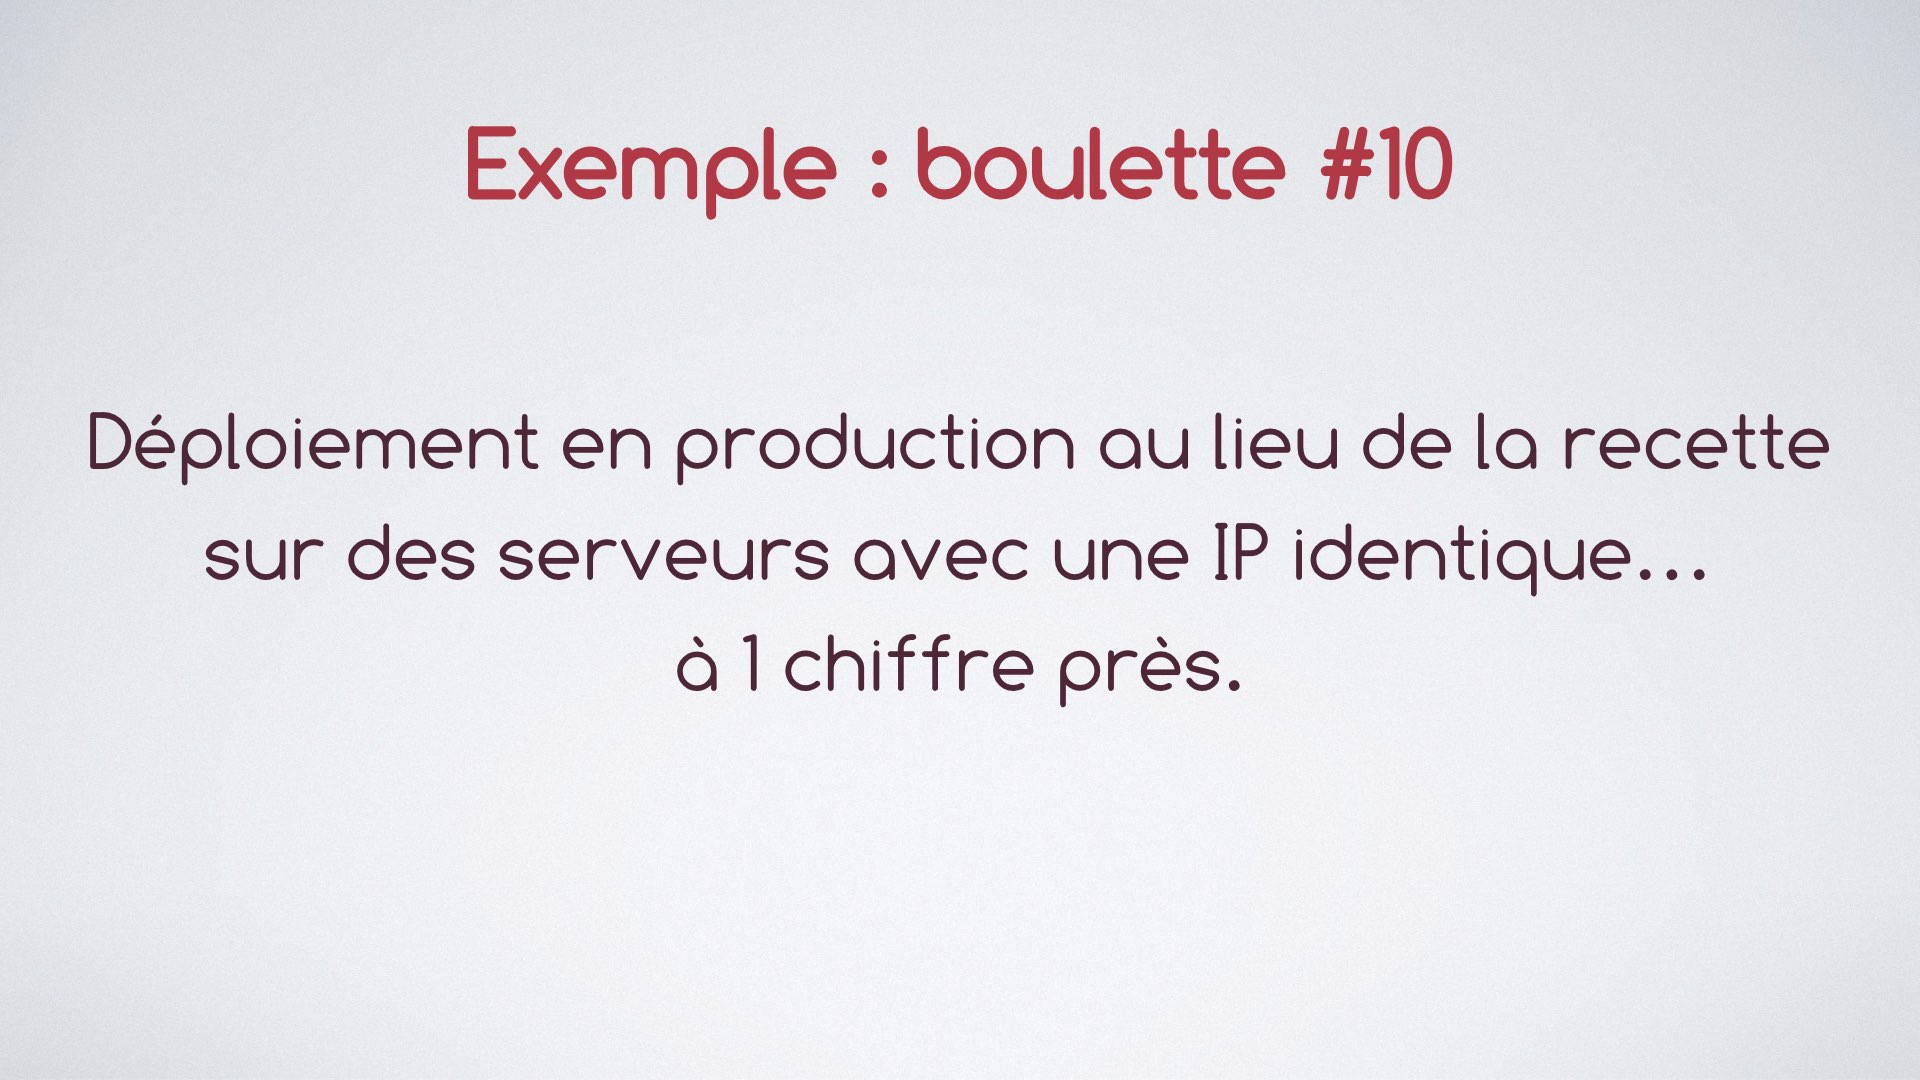 Exemple : boulette #10
Déploiement en production au lieu de la recette
sur des serveurs avec une IP identique...
à 1 chiffre près.